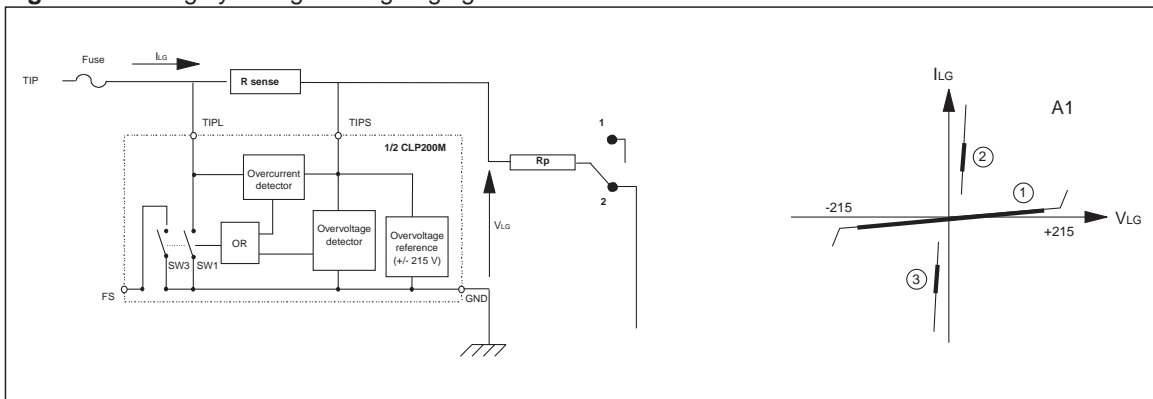 Fuse
ILG
TIP
R sense
TIPL
TIPS
1/2 CLP200M
Overcurrent
detector
OR
Overvoltage
detector
Overvoltage
reference
(+/- 215 V)
SW3
SW1
FS
GND
VLG
Rp
1
2
ILG
A1
2
1
-215
VLG
+215
3